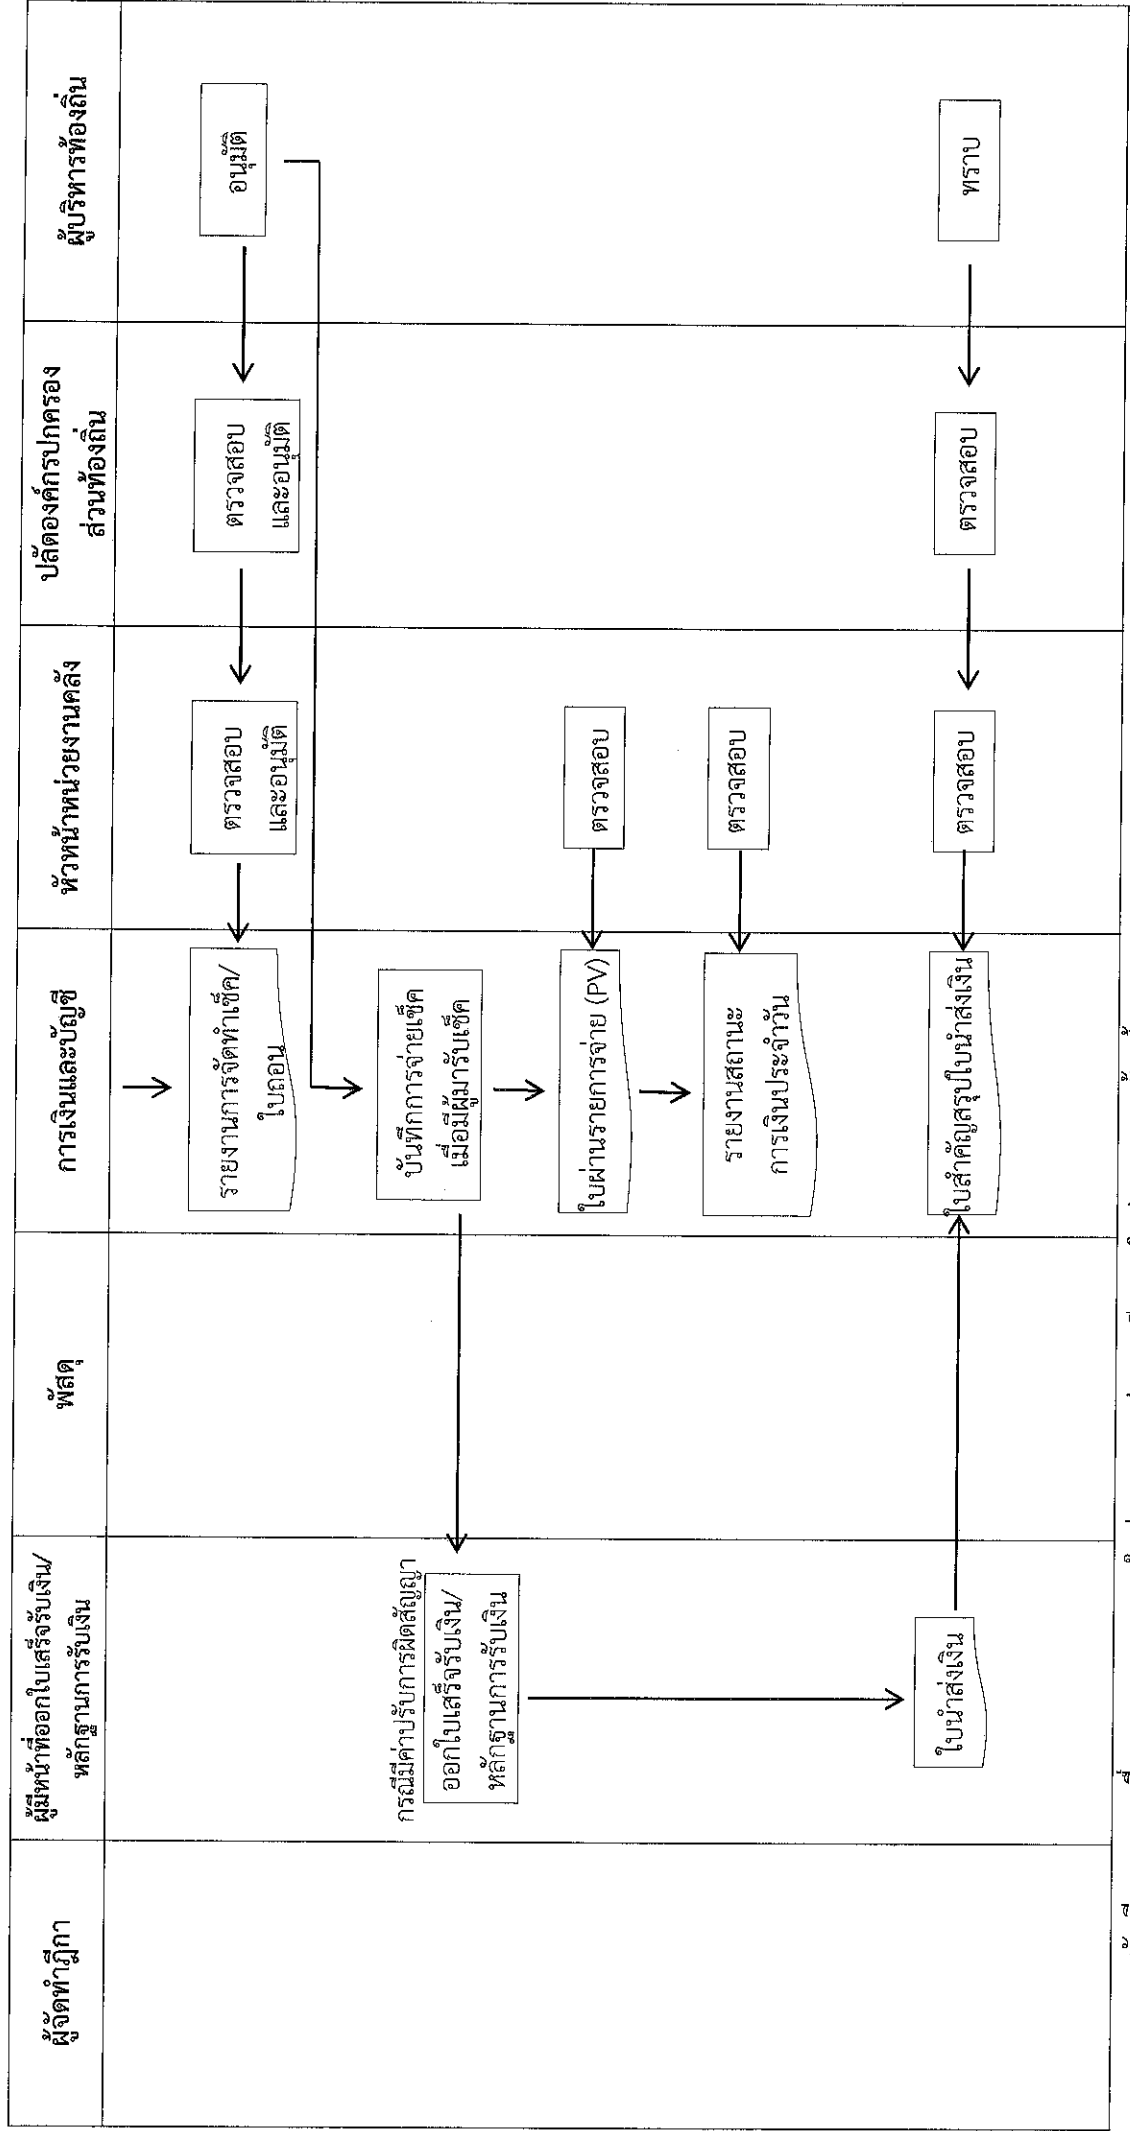 ผู้จัดทำฎีกา
ผู้มีหน้าที่ออกใบเสร็จรับเงิน/
หลักฐานการรับเงิน
พัสดุ
การเงินและบัญชี
หัวหน้าหน่วยงานคลัง
ปลัดองค์กรปกครอง
ส่วนท้องถิ่น
ผู้บริหารท้องถิ่น
รายงานการจัดทำเช็ค/
ใบถอน
ตรวจสอบ
และอนุมัติ
ตรวจสอบ
และอนุมัติ
อนุมัติ
กรณีมีค่าปรับการผิดสัญญา
ออกใบเสร็จรับเงิน/
หลักฐานการรับเงิน
บันทึกการจ่ายเช็ค
เมื่อมีผู้มารับเช็ค
ใบผ่านรายการจ่าย (PV)
ตรวจสอบ
รายงานสถานะ
การเงินประจำวัน
ตรวจสอบ
ใบนำส่งเงิน
ใบสำคัญสรุปใบนำส่งเงิน
ตรวจสอบ
ตรวจสอบ
ทราบ